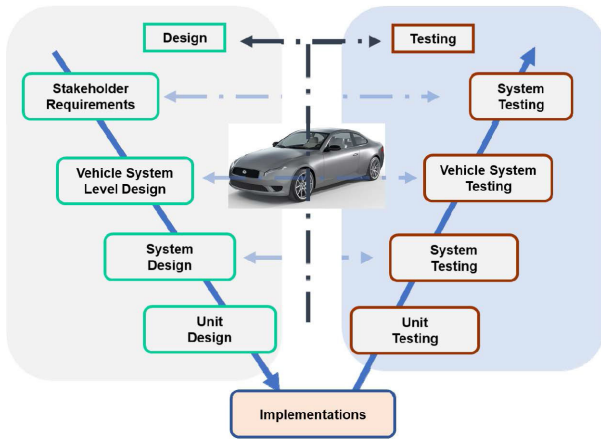 Design
Testing
Stakeholder
Requirements
System
Testing
Vehicle System
Level Design
Vehicle System
Testing
System
Design
System
Testing
Unit
Design
Unit
Testing
Implementations